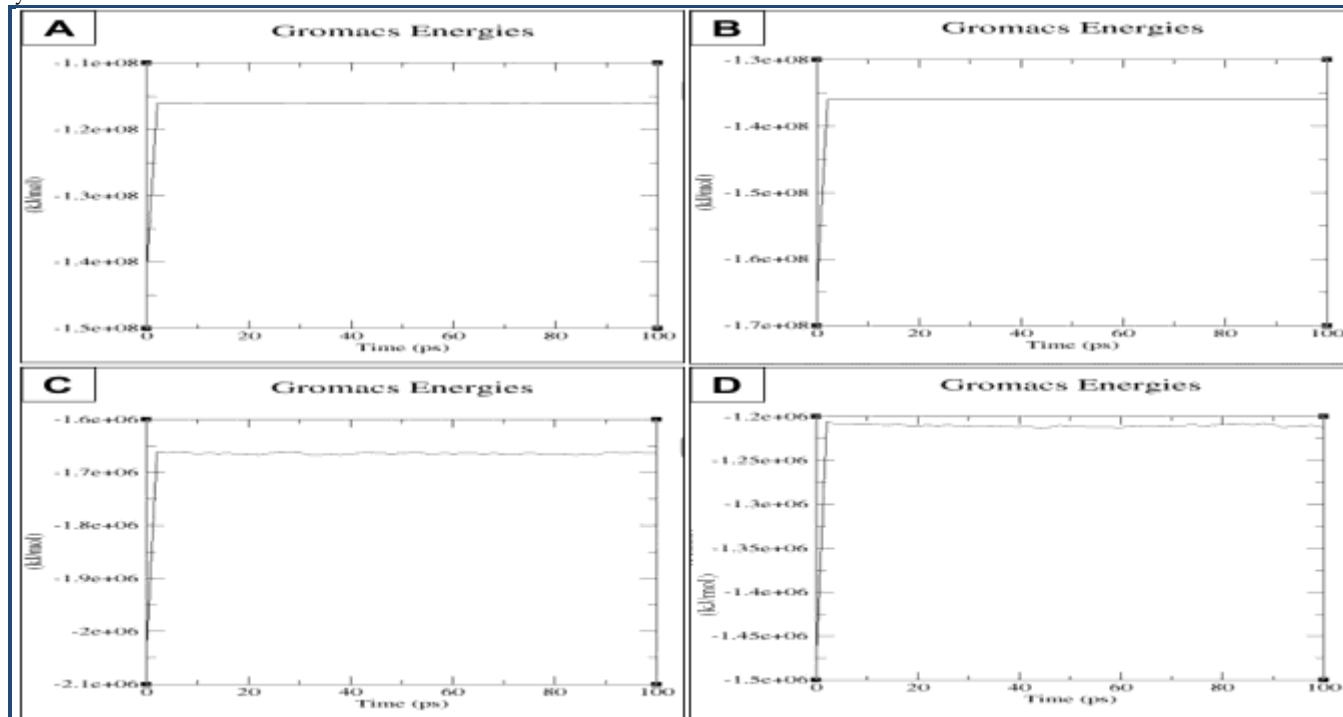 A
Gromacs Energies
-1.1e+08
-1.2e+08
-1.3e+08
-1.4e+08
-1.5e+08
(kJ/mol)
0 20 40 60 80 100
Time (ps)
B
Gromacs Energies
-1.3e+08
-1.4e+08
-1.5e+08
-1.6e+08
-1.7e+08
(kJ/mol)
0 20 40 60 80 100
Time (ps)
C
Gromacs Energies
-1.6e+06
-1.7e+06
-1.8e+06
-1.9e+06
-2e+06
-2.1e+06
(kJ/mol)
0 20 40 60 80 100
Time (ps)
D
Gromacs Energies
-1.2e+06
-1.25e+06
-1.3e+06
-1.35e+06
-1.4e+06
-1.45e+06
-1.5e+06
(kJ/mol)
0 20 40 60 80 100
Time (ps)